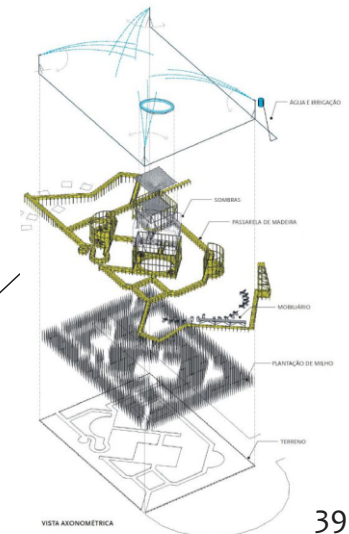 ÁGUA E IRRIGAÇÃO
SOMBRAS
PASSARELA DE MADEIRA
MOBILIÁRIO
PLANTAÇÃO DE MILHO
TERRENO
VISTA AXONOMÉTRICA
39